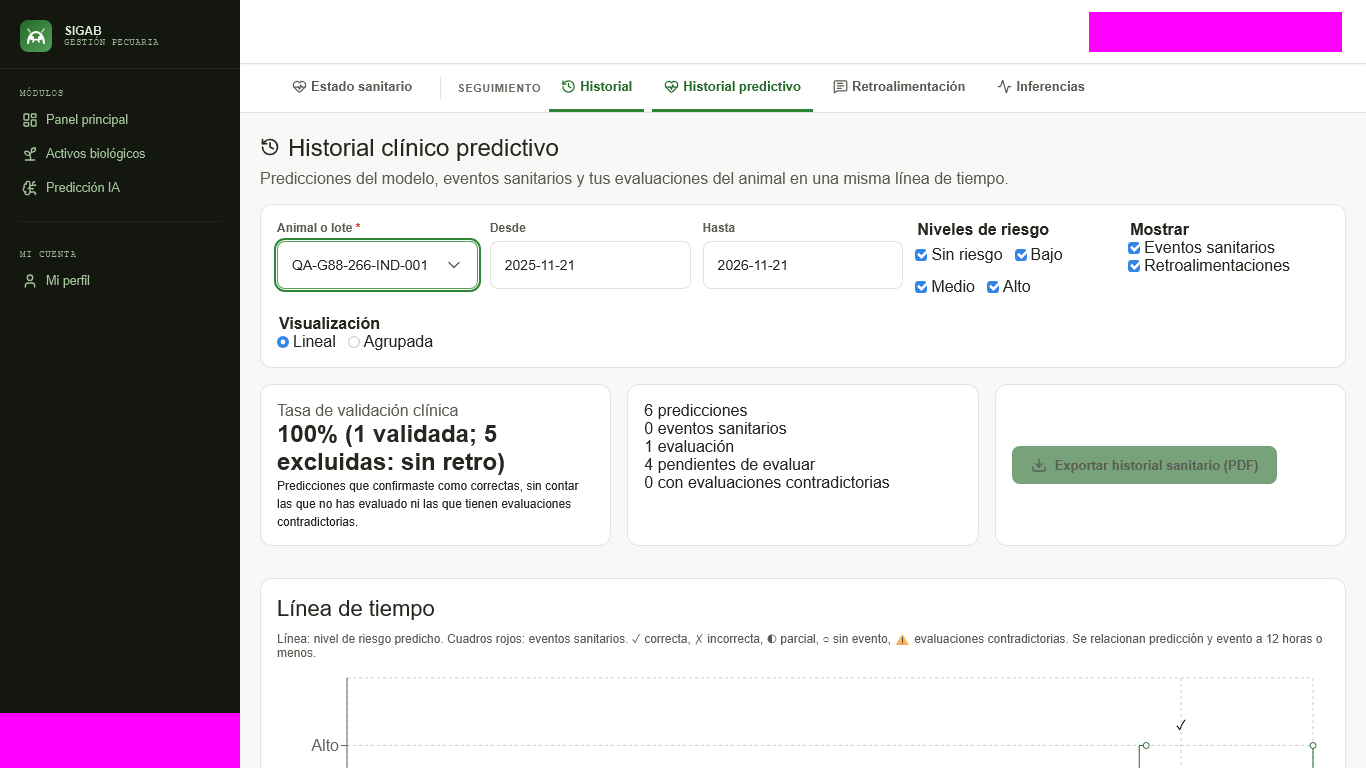 SIGAB
GESTIÓN PECUARIA
MÓDULOS
Panel principal
Activos biológicos
Predicción IA
MI CUENTA
Mi perfil
Estado sanitario
SEGUIMIENTO
Historial
Historial predictivo
Retroalimentación
Inferencias
Historial clínico predictivo
Predicciones del modelo, eventos sanitarios y tus evaluaciones del animal en una misma línea de tiempo.
Animal o lote *
QA-G88-266-IND-001
Desde
2025-11-21
Hasta
2026-11-21
Niveles de riesgo
Sin riesgo Bajo
Medio Alto
Mostrar
Eventos sanitarios
Retroalimentaciones
Visualización
Lineal Agrupada
Tasa de validación clínica
100% (1 validada; 5
excluidas: sin retro)
Predicciones que confirmaste como correctas, sin contar
las que no has evaluado ni las que tienen evaluaciones
contradictorias.
6 predicciones
0 eventos sanitarios
1 evaluación
4 pendientes de evaluar
0 con evaluaciones contradictorias
Exportar historial sanitario (PDF)
Línea de tiempo
Línea: nivel de riesgo predicho. Cuadros rojos: eventos sanitarios. ✓ correcta, ✗ incorrecta, ◐ parcial, ○ sin evento, ⚠ evaluaciones contradictorias. Se relacionan predicción y evento a 12 horas o
menos.
✓
Alto